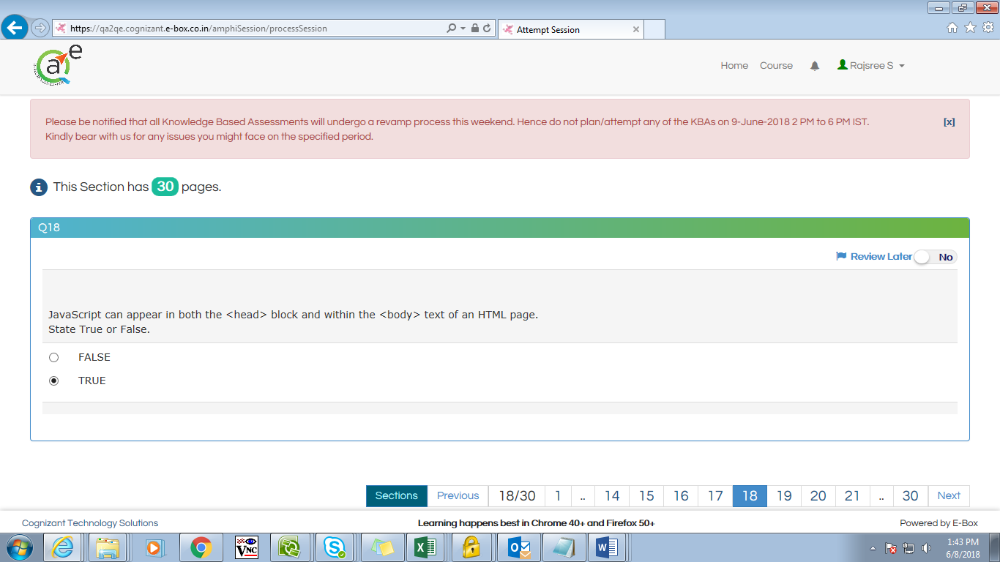 https://qa2qe.cognizant.e-box.co.in/amphiSession/processSession
Attempt Session
a e
Home Course Rajsree S
Please be notified that all Knowledge Based Assessments will undergo a revamp process this weekend. Hence do not plan/attempt any of the KBAs on 9-June-2018 2 PM to 6 PM IST. [x]
Kindly bear with us for any issues you might face on the specified period.
This Section has 30 pages.
Q18
Review Later No
JavaScript can appear in both the <head> block and within the <body> text of an HTML page.
State True or False.
FALSE
TRUE
Sections Previous 18/30 1 .. 14 15 16 17 18 19 20 21 .. 30 Next
Cognizant Technology Solutions Learning happens best in Chrome 40+ and Firefox 50+ Powered by E-Box
VNC
1:43 PM
6/8/2018